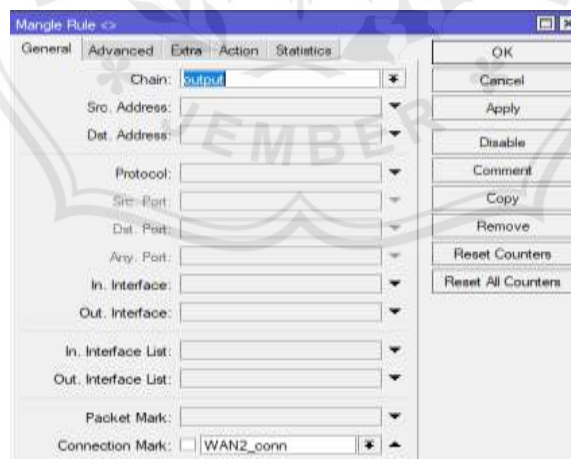 Mangle Rule <>
General Advanced Extra Action Statistics
Chain: output
Src. Address:
Dst. Address:
Protocol:
Src. Port:
Dst. Port:
Any. Port:
In. Interface:
Out. Interface:
In. Interface List:
Out. Interface List:
Packet Mark:
Connection Mark: WAN2_conn
OK
Cancel
Apply
Disable
Comment
Copy
Remove
Reset Counters
Reset All Counters
EMBER